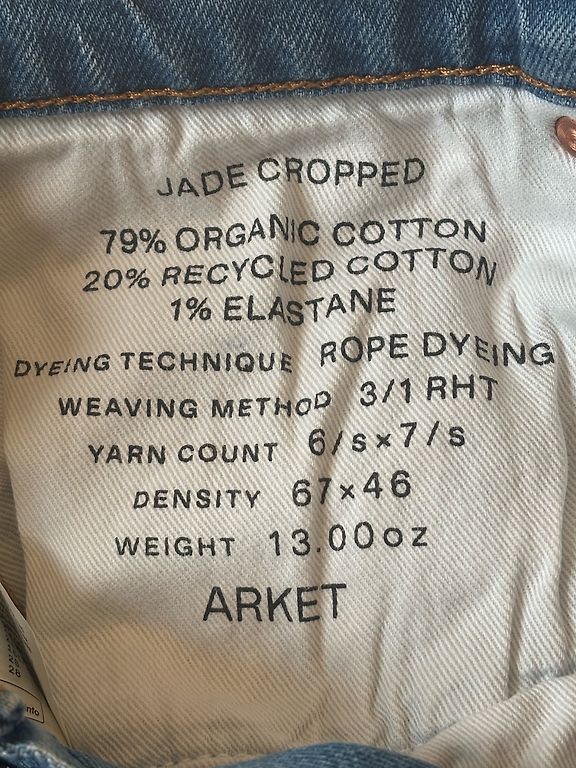 JADE CROPPED
79% ORGANIC COTTON
20% RECYCLED COTTON
1% ELASTANE
DYEING TECHNIQUE ROPE DYEING
WEAVING METHOD 3/1 RHT
YARN COUNT 6/s×7/s
DENSITY 67×46
WEIGHT 13.00oz
ARKET